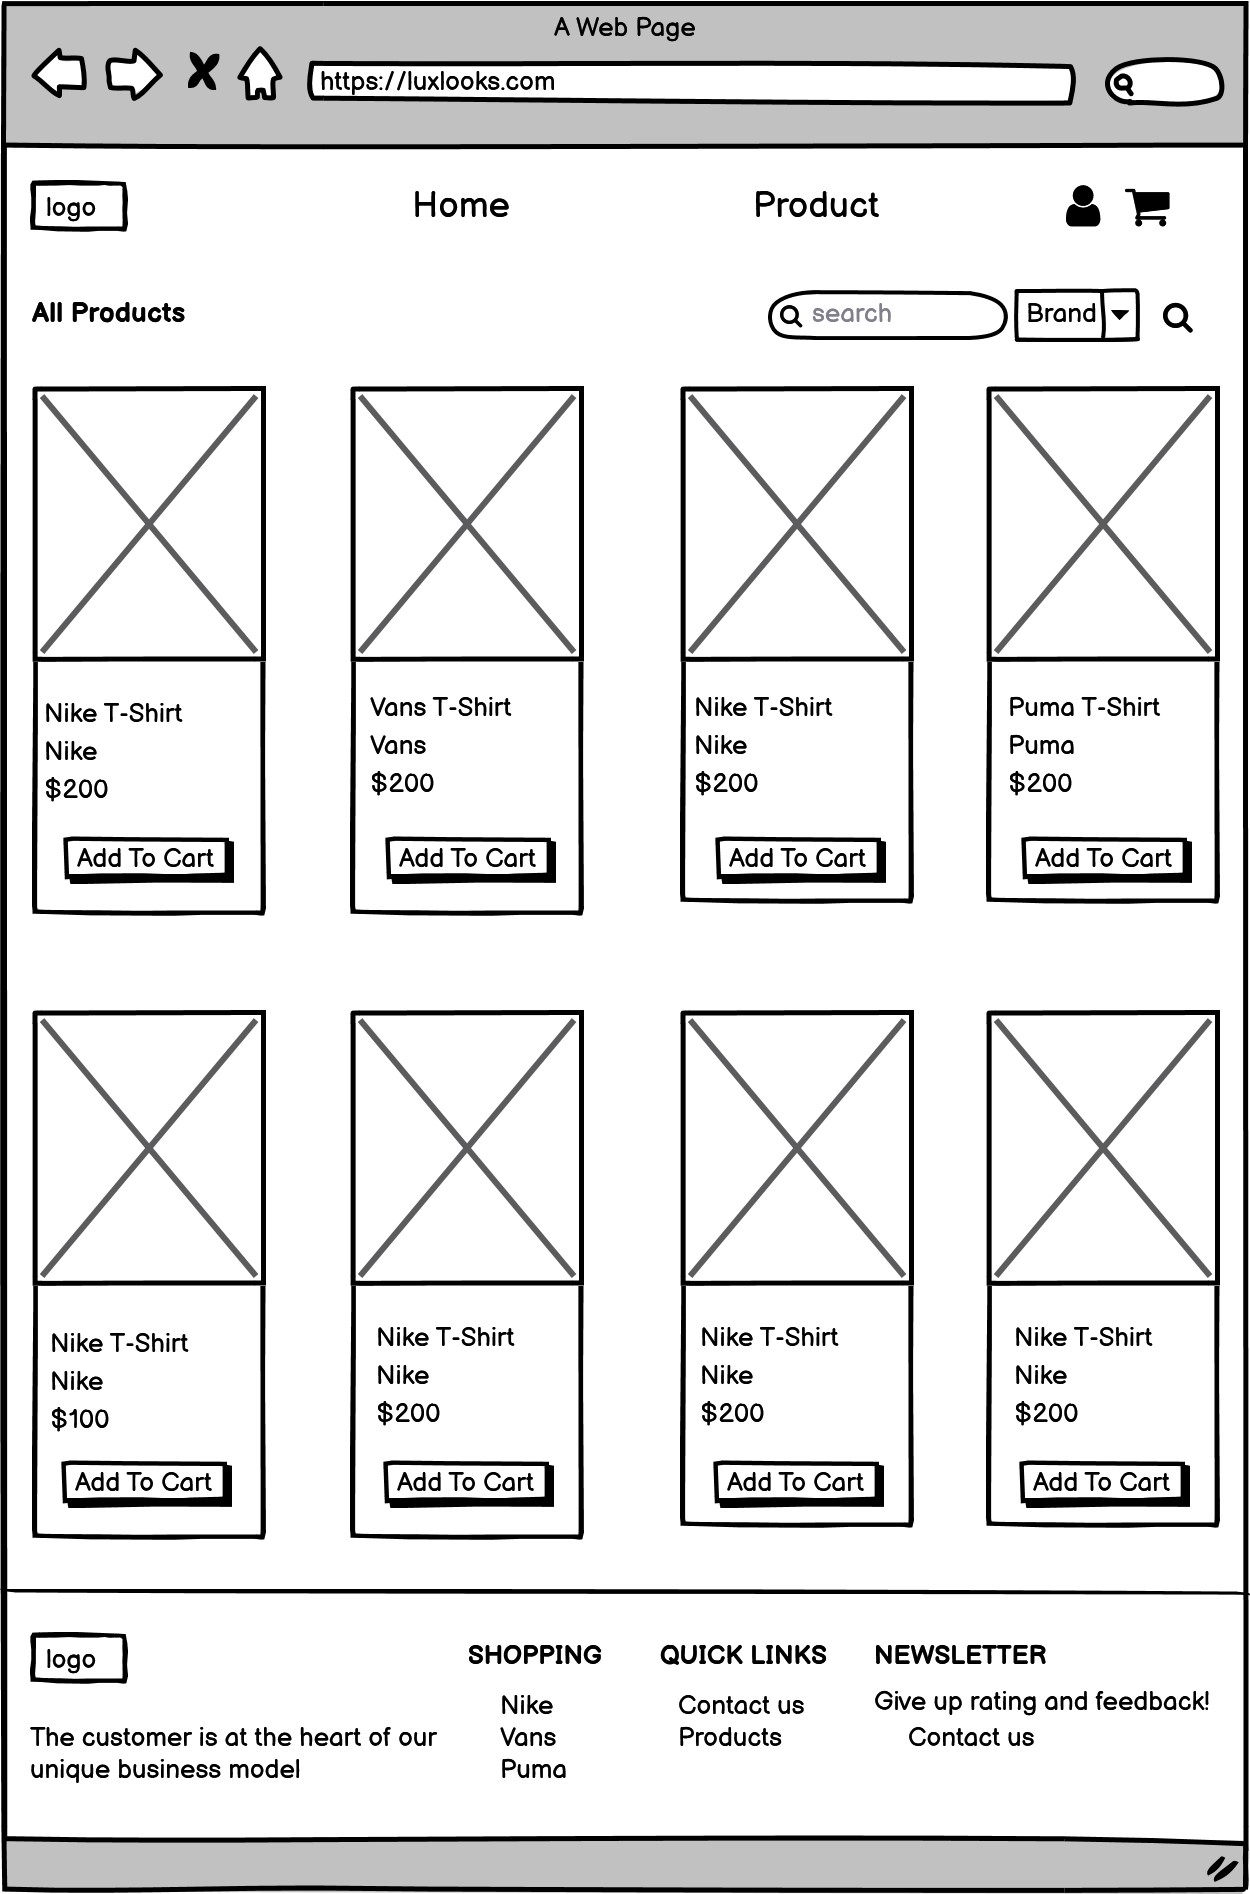 A Web Page
https://luxlooks.com
logo
Home
Product
All Products
search
Brand
Nike T-Shirt
Nike
$200
Add To Cart
Vans T-Shirt
Vans
$200
Add To Cart
Nike T-Shirt
Nike
$200
Add To Cart
Puma T-Shirt
Puma
$200
Add To Cart
Nike T-Shirt
Nike
$100
Add To Cart
Nike T-Shirt
Nike
$200
Add To Cart
Nike T-Shirt
Nike
$200
Add To Cart
Nike T-Shirt
Nike
$200
Add To Cart
logo
The customer is at the heart of our
unique business model
SHOPPING
Nike
Vans
Puma
QUICK LINKS
Contact us
Products
NEWSLETTER
Give up rating and feedback!
Contact us